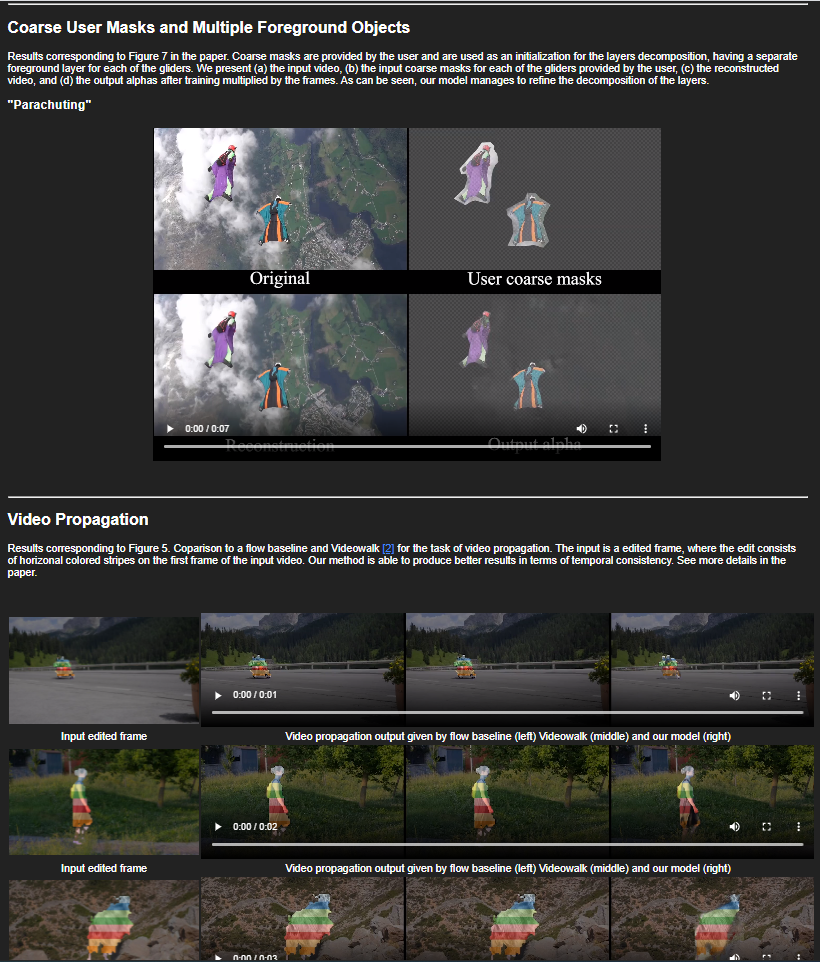 Coarse User Masks and Multiple Foreground Objects
Results corresponding to Figure 7 in the paper. Coarse masks are provided by the user and are used as an initialization for the layers decomposition, having a separate
foreground layer for each of the gliders. We present (a) the input video, (b) the input coarse masks for each of the gliders provided by the user, (c) the reconstructed
video, and (d) the output alphas after training multiplied by the frames. As can be seen, our model manages to refine the decomposition of the layers.
"Parachuting"
Original
User coarse masks
0:00 / 0:07
Reconstruction
Output alpha
Video Propagation
Results corresponding to Figure 5. Coparison to a flow baseline and Videowalk [2] for the task of video propagation. The input is a edited frame, where the edit consists
of horizonal colored stripes on the first frame of the input video. Our method is able to produce better results in terms of temporal consistency. See more details in the
paper.
0:00 / 0:01
Input edited frame
Video propagation output given by flow baseline (left) Videowalk (middle) and our model (right)
0:00 / 0:02
Input edited frame
Video propagation output given by flow baseline (left) Videowalk (middle) and our model (right)
0:00 / 0:03